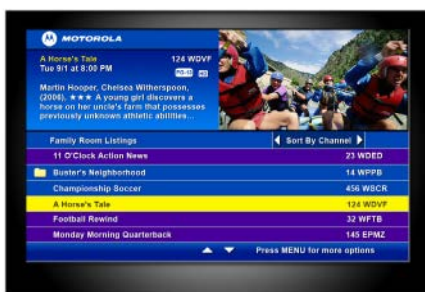 MOTOROLA
A Horse's Tale 124 WDVF
Tue 9/1 at 8:00 PM PG-13 HD
Martin Hooper, Chelsea Witherspoon,
(2006), ★★★ A young girl discovers a
horse on her uncle's farm that possesses
previously unknown athletic abilities...
Family Room Listings Sort By Channel
11 O'Clock Action News 23 WDED
Buster's Neighborhood 14 WPPB
Championship Soccer 456 WBCR
A Horse's Tale 124 WDVF
Football Rewind 32 WFTB
Monday Morning Quarterback 145 EPMZ
Press MENU for more options